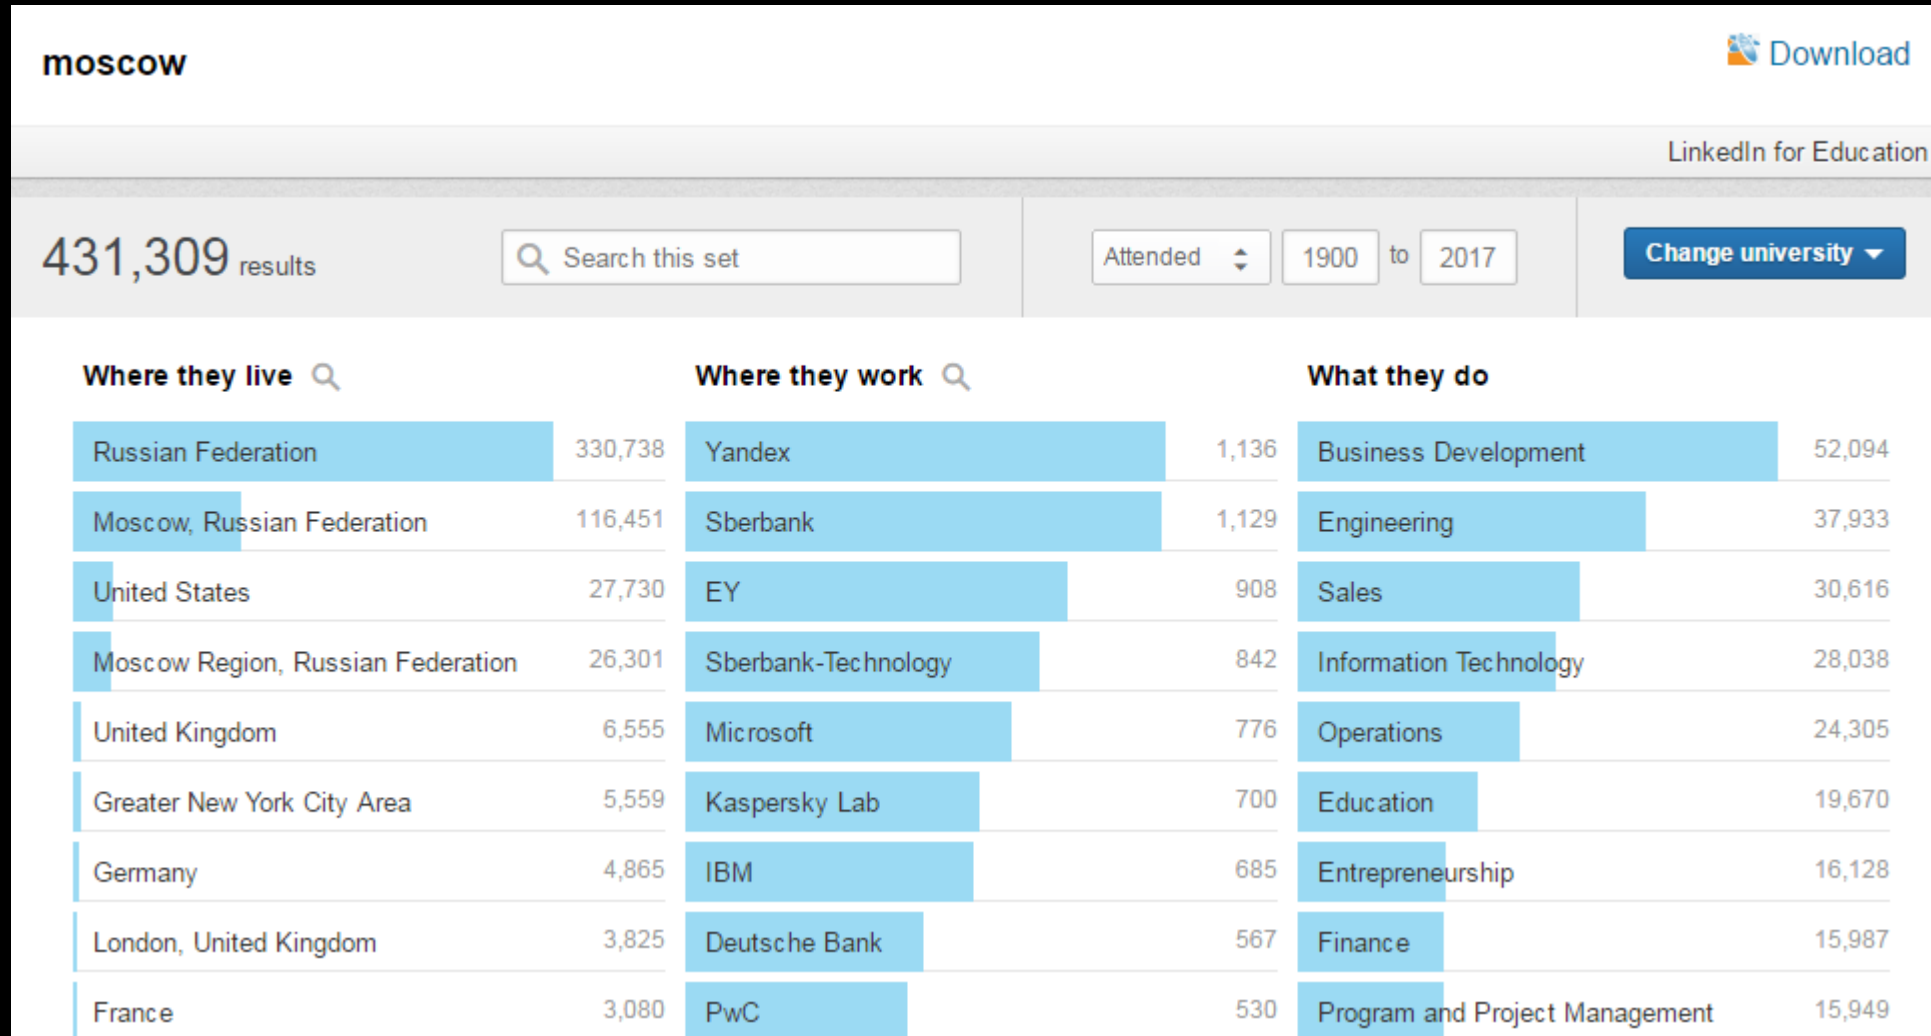 moscow
Download
LinkedIn for Education
431,309 results
Search this set
Attended
1900 to 2017
Change university
Where they live
Russian Federation 330,738
Moscow, Russian Federation 116,451
United States 27,730
Moscow Region, Russian Federation 26,301
United Kingdom 6,555
Greater New York City Area 5,559
Germany 4,865
London, United Kingdom 3,825
France 3,080
Where they work
Yandex 1,136
Sberbank 1,129
EY 908
Sberbank-Technology 842
Microsoft 776
Kaspersky Lab 700
IBM 685
Deutsche Bank 567
PwC 530
What they do
Business Development 52,094
Engineering 37,933
Sales 30,616
Information Technology 28,038
Operations 24,305
Education 19,670
Entrepreneurship 16,128
Finance 15,987
Program and Project Management 15,949